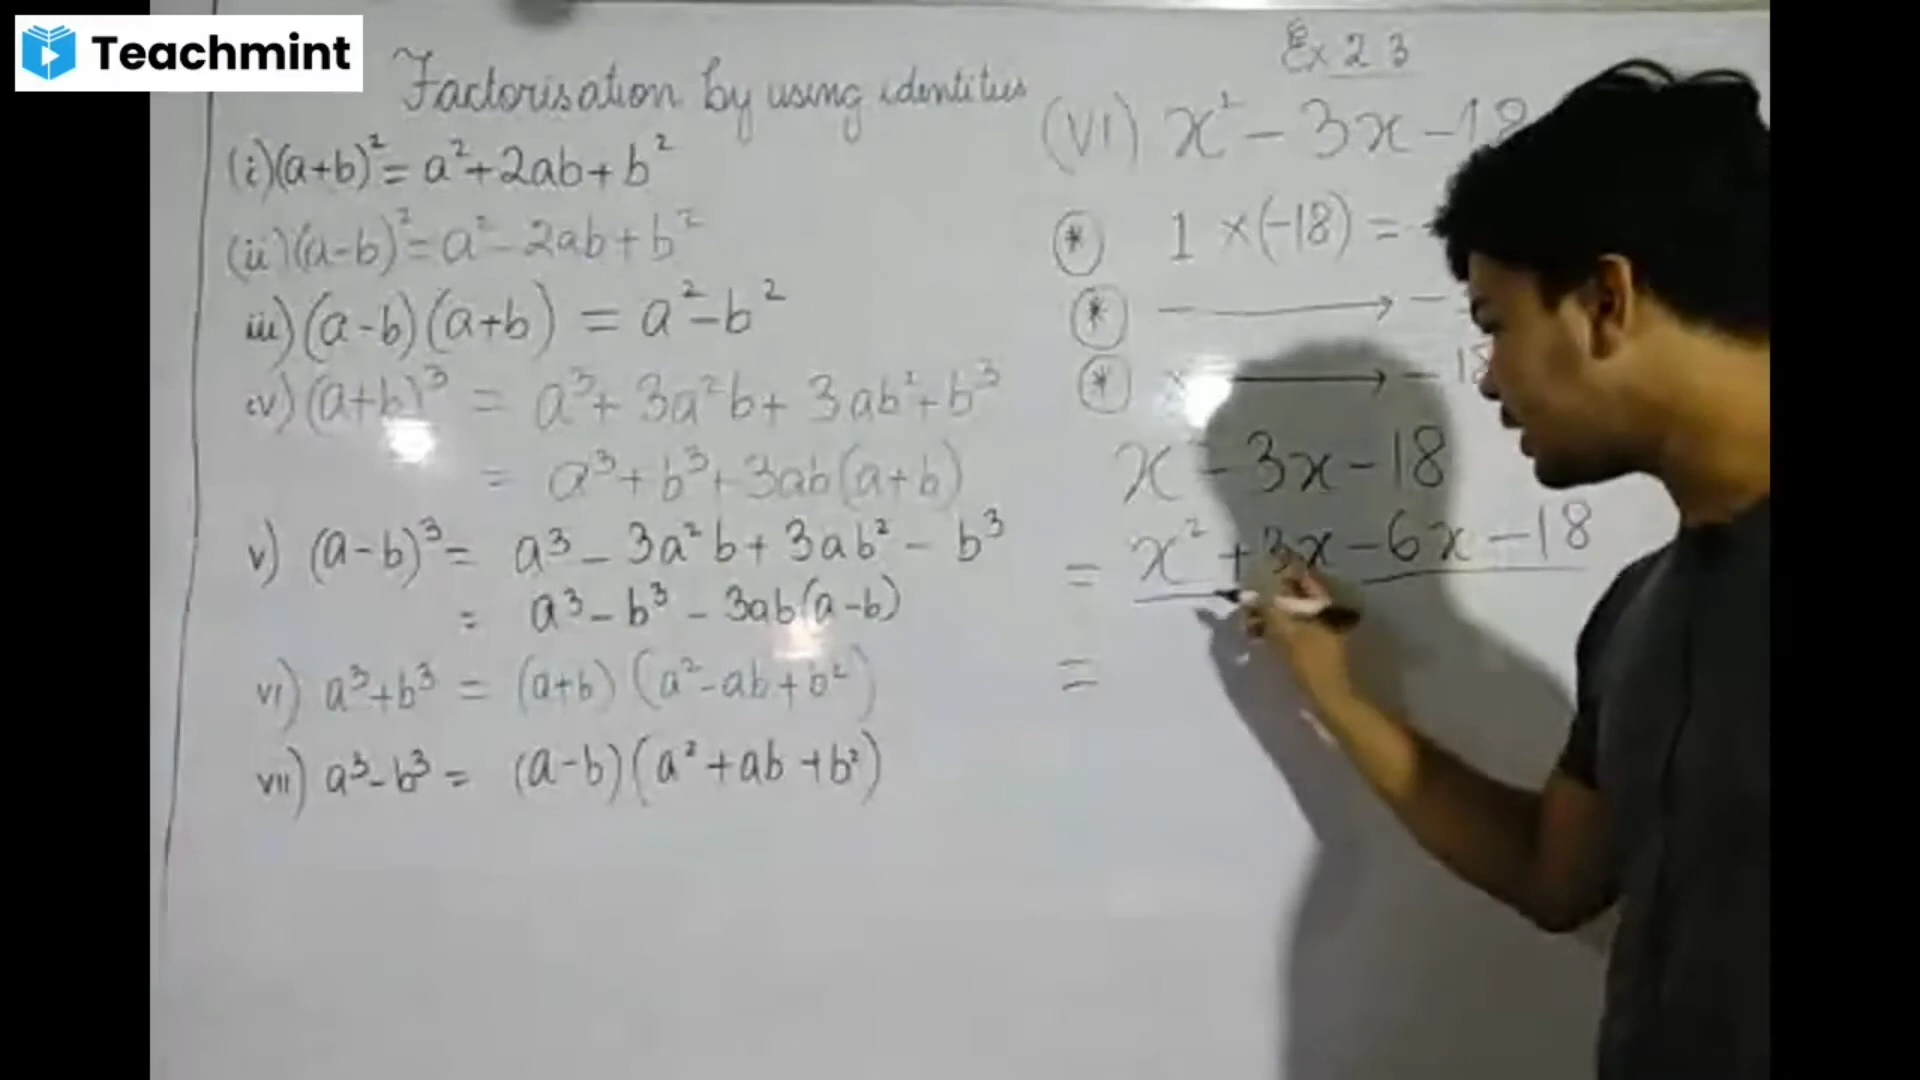 Teachmint
Factorisation by using identities
(i) (a+b)² = a² + 2ab + b²
(ii) (a-b)² = a² - 2ab + b²
iii) (a-b)(a+b) = a² - b²
iv) (a+b)³ = a³ + 3a²b + 3ab² + b³
= a³ + b³ + 3ab(a+b)
v) (a-b)³ = a³ - 3a²b + 3ab² - b³
= a³ - b³ - 3ab(a-b)
vi) a³+b³ = (a+b)(a²-ab+b²)
vii) a³-b³ = (a-b)(a²+ab+b²)
Ex 2 3
(VI) x² - 3x - 18
* 1 ×(-18) =
* → -
* × → - 18
x² - 3x - 18
= x² + 3x - 6x - 18
=